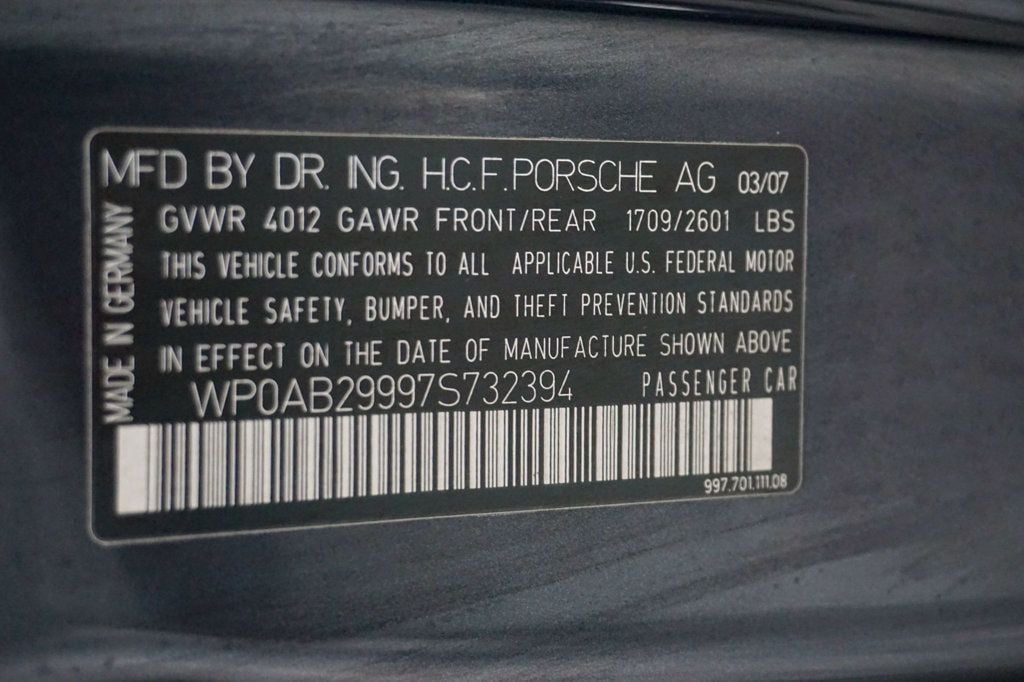 MFD BY DR. ING. H.C.F.PORSCHE AG 03/07
GVWR 4012 GAWR FRONT/REAR 1709/2601 LBS
THIS VEHICLE CONFORMS TO ALL APPLICABLE U.S. FEDERAL MOTOR
VEHICLE SAFETY, BUMPER, AND THEFT PREVENTION STANDARDS
IN EFFECT ON THE DATE OF MANUFACTURE SHOWN ABOVE
WP0AB29997S732394 PASSENGER CAR
997.701.111.08
MADE IN GERMANY